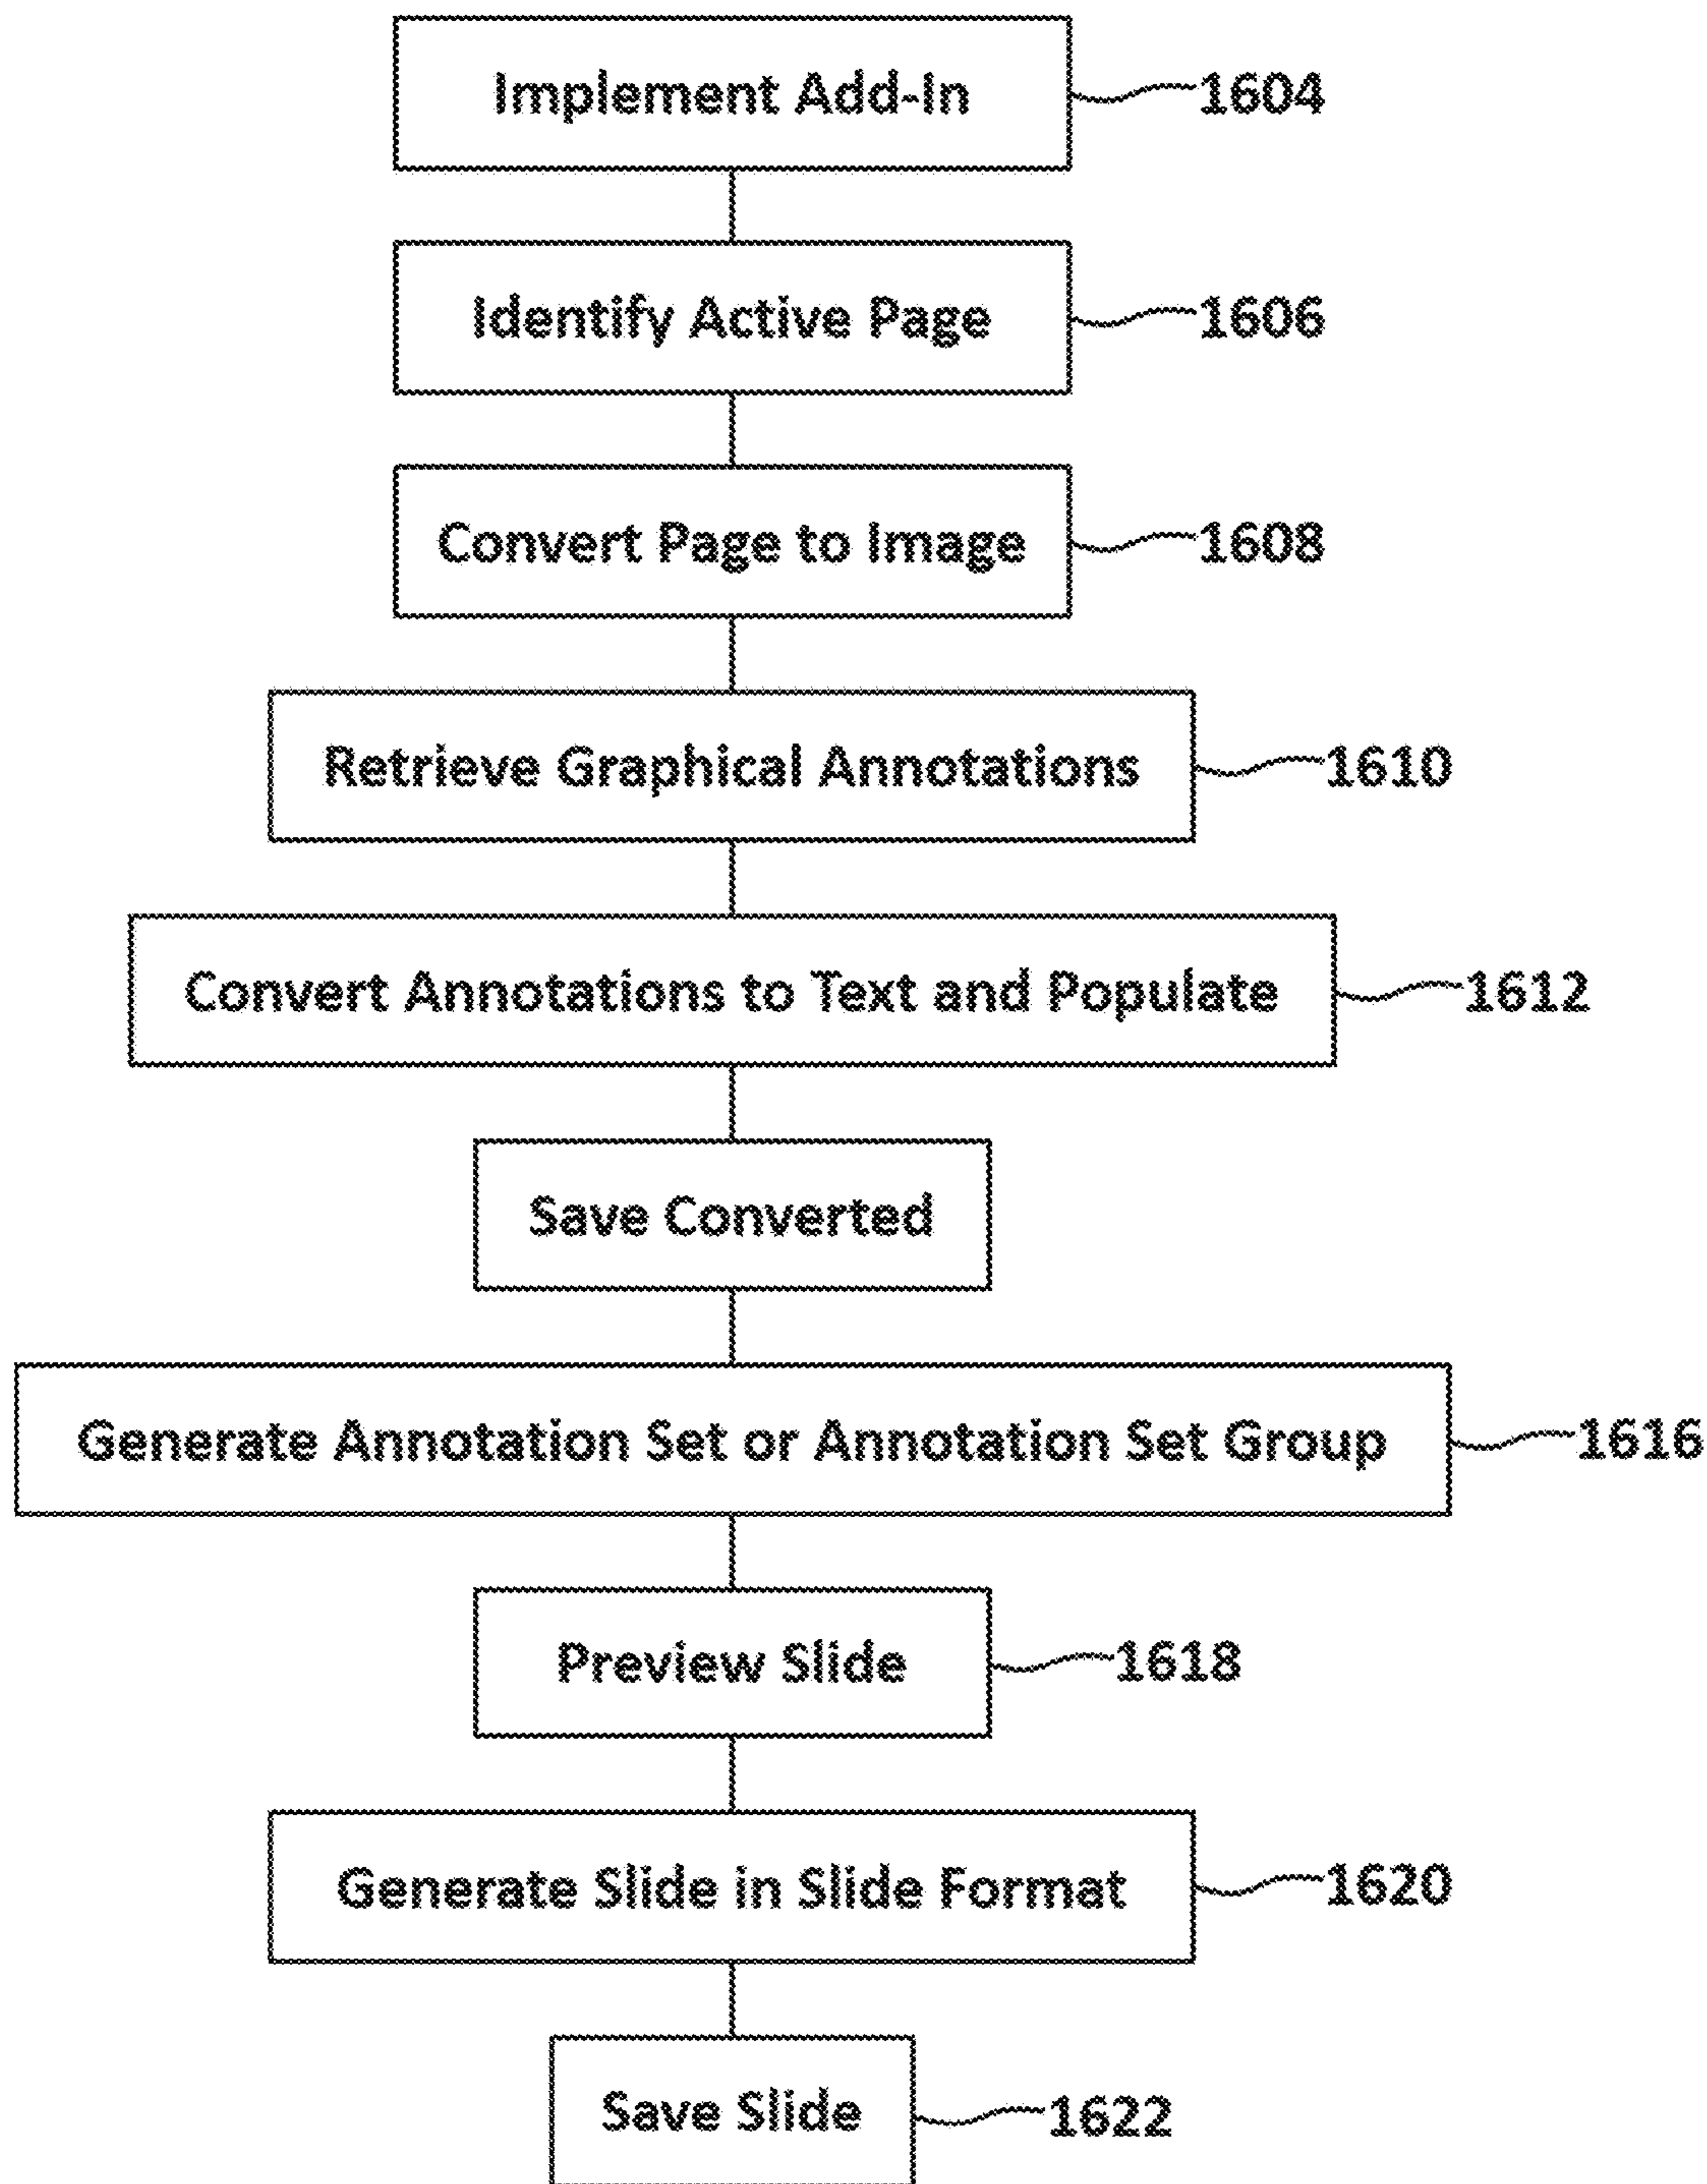 Implement Add-In 1604
Identify Active Page 1606
Convert Page to Image 1608
Retrieve Graphical Annotations 1610
Convert Annotations to Text and Populate 1612
Save Converted
Generate Annotation Set or Annotation Set Group 1616
Preview Slide 1618
Generate Slide in Slide Format 1620
Save Slide 1622